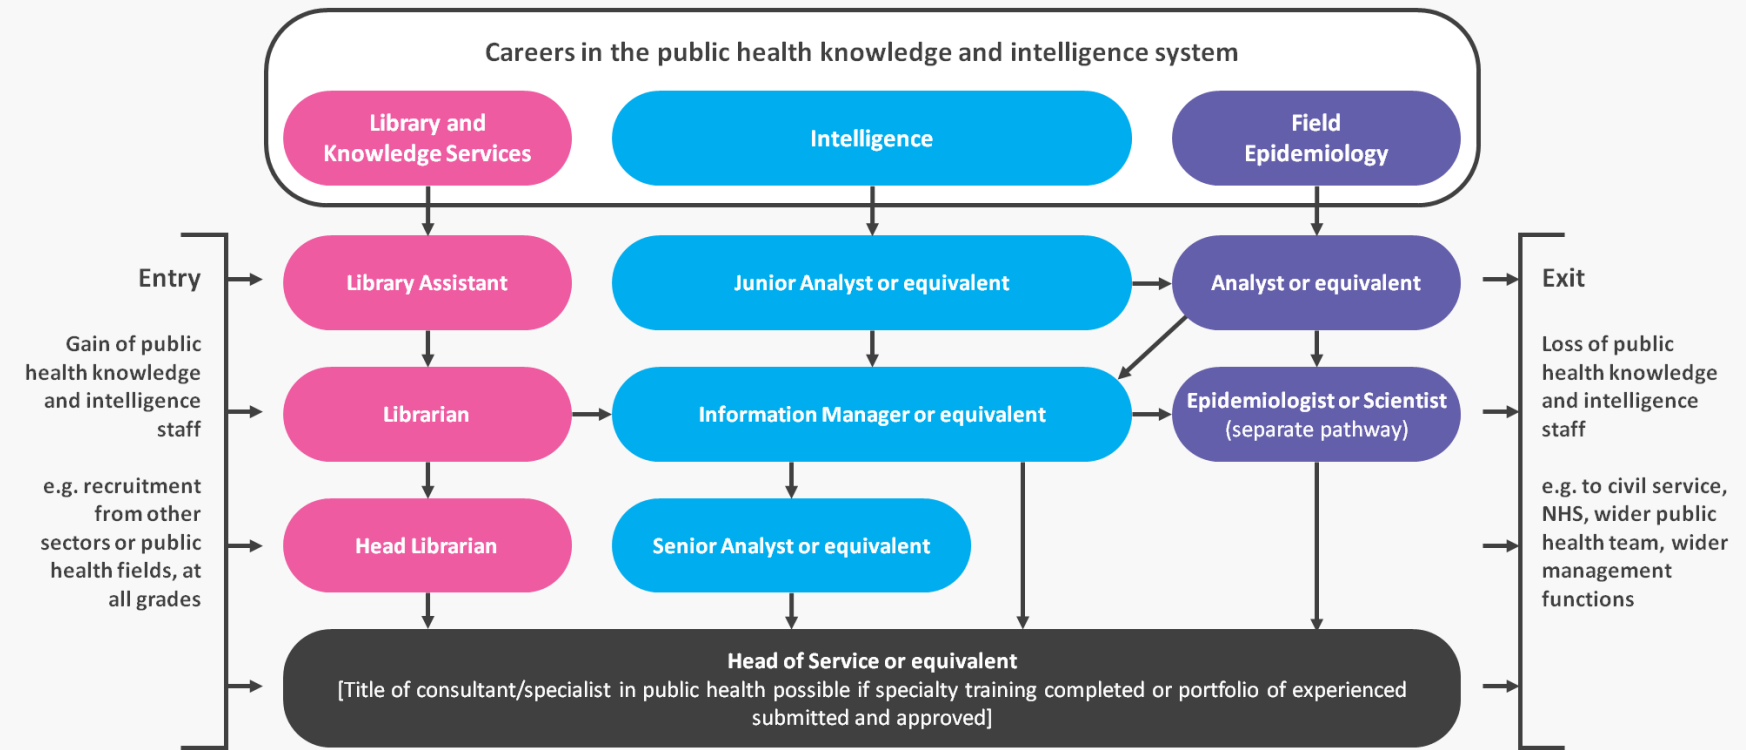 Careers in the public health knowledge and intelligence system
Library and
Knowledge Services
Intelligence
Field
Epidemiology
Entry
Gain of public
health knowledge
and intelligence
staff
e.g. recruitment
from other
sectors or public
health fields, at
all grades
Library Assistant
Junior Analyst or equivalent
Analyst or equivalent
Librarian
Information Manager or equivalent
Epidemiologist or Scientist
(separate pathway)
Head Librarian
Senior Analyst or equivalent
Head of Service or equivalent
[Title of consultant/specialist in public health possible if specialty training completed or portfolio of experienced
submitted and approved]
Exit
Loss of public
health knowledge
and intelligence
staff
e.g. to civil service,
NHS, wider public
health team, wider
management
functions